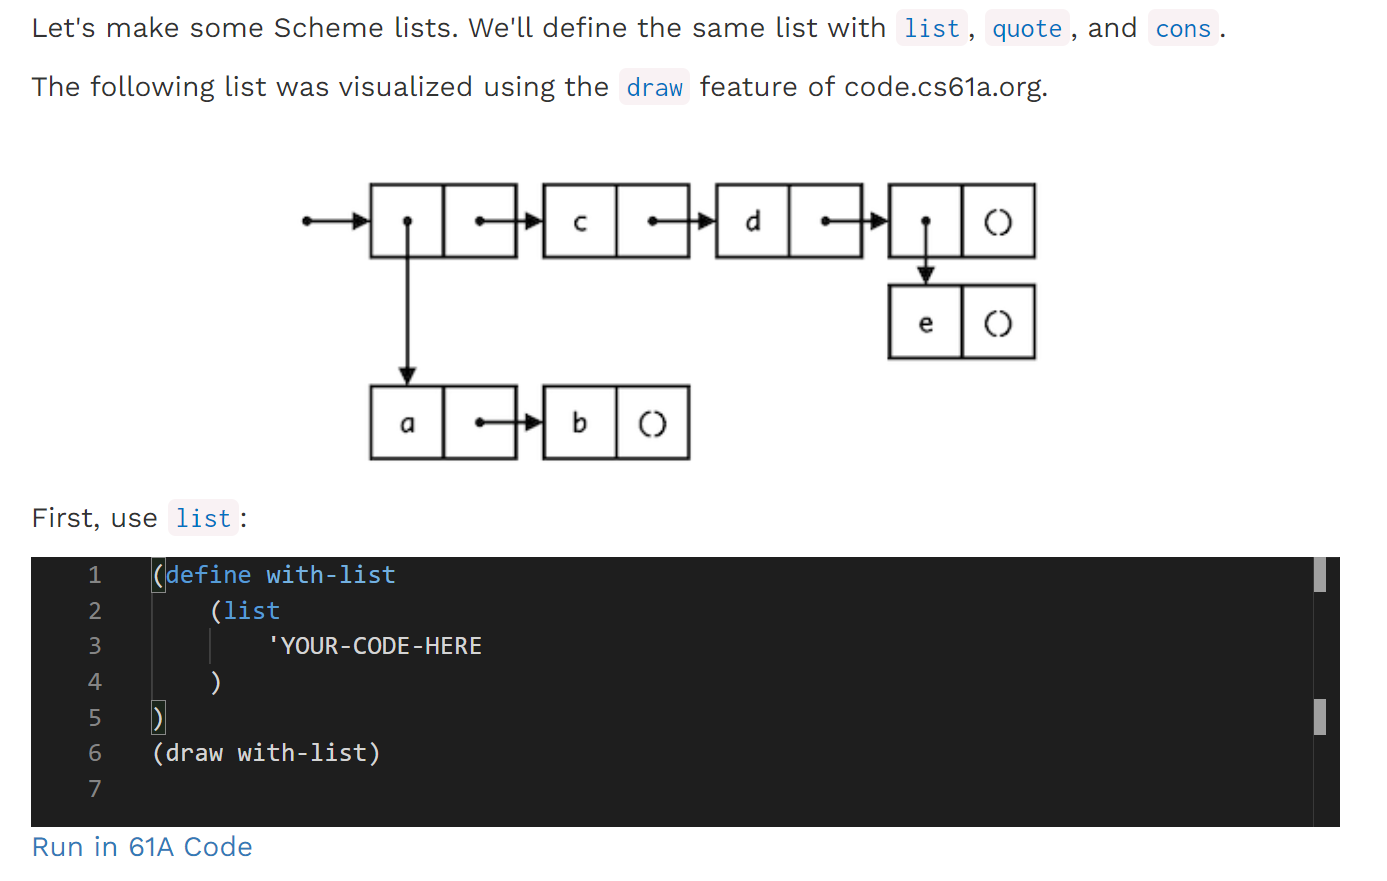 Let's make some Scheme lists. We'll define the same list with list, quote, and cons.
The following list was visualized using the draw feature of code.cs61a.org.
c d ()
e ()
a b ()
First, use list:
1 (define with-list
2 (list
3 'YOUR-CODE-HERE
4 )
5 )
6 (draw with-list)
7
Run in 61A Code